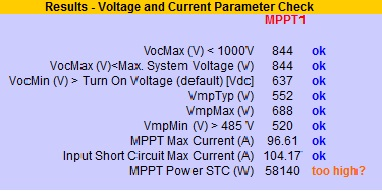 Results - Voltage and Current Parameter Check
MPPT1
VocMax (V) < 1000V 844 ok
VocMax (V)<Max. System Voltage (V) 844 ok
VocMin (V) > Turn On Voltage (default) [Vdc] 637 ok
VmpTyp (V) 552 ok
VmpMax (V) 688 ok
VmpMin (V) > 485 V 520 ok
MPPT Max Current (A) 96.61 ok
Input Short Circuit Max Current (A) 104.17 ok
MPPT Power STC (W) 58140 too high?